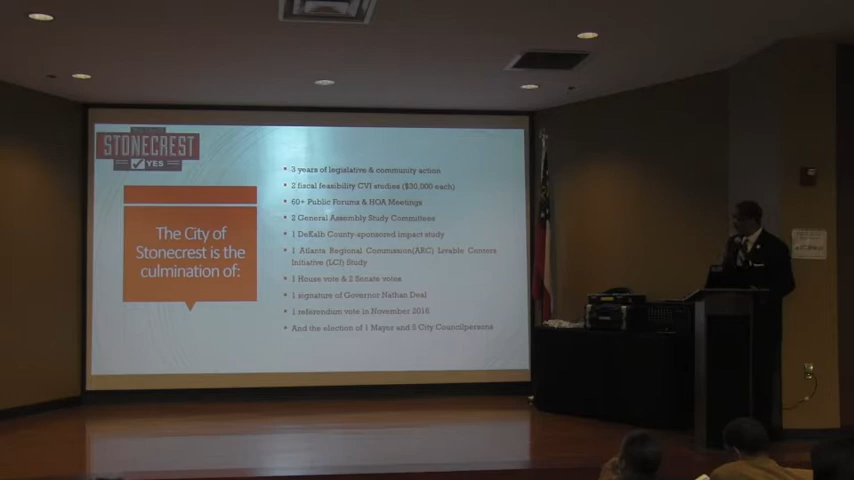 STONECREST
YES
The City of
Stonecrest is the
culmination of:
▪ 3 years of legislative & community action
▪ 2 fiscal feasibility CVI studies ($30,000 each)
▪ 60+ Public Forums & HOA Meetings
▪ 2 General Assembly Study Committees
▪ 1 DeKalb County-sponsored impact study
▪ 1 Atlanta Regional Commission(ARC) Livable Centers
Initiative (LCI) Study
▪ 1 House vote & 2 Senate votes
▪ 1 signature of Governor Nathan Deal
▪ 1 referendum vote in November 2016
▪ And the election of 1 Mayor and 5 City Councilpersons